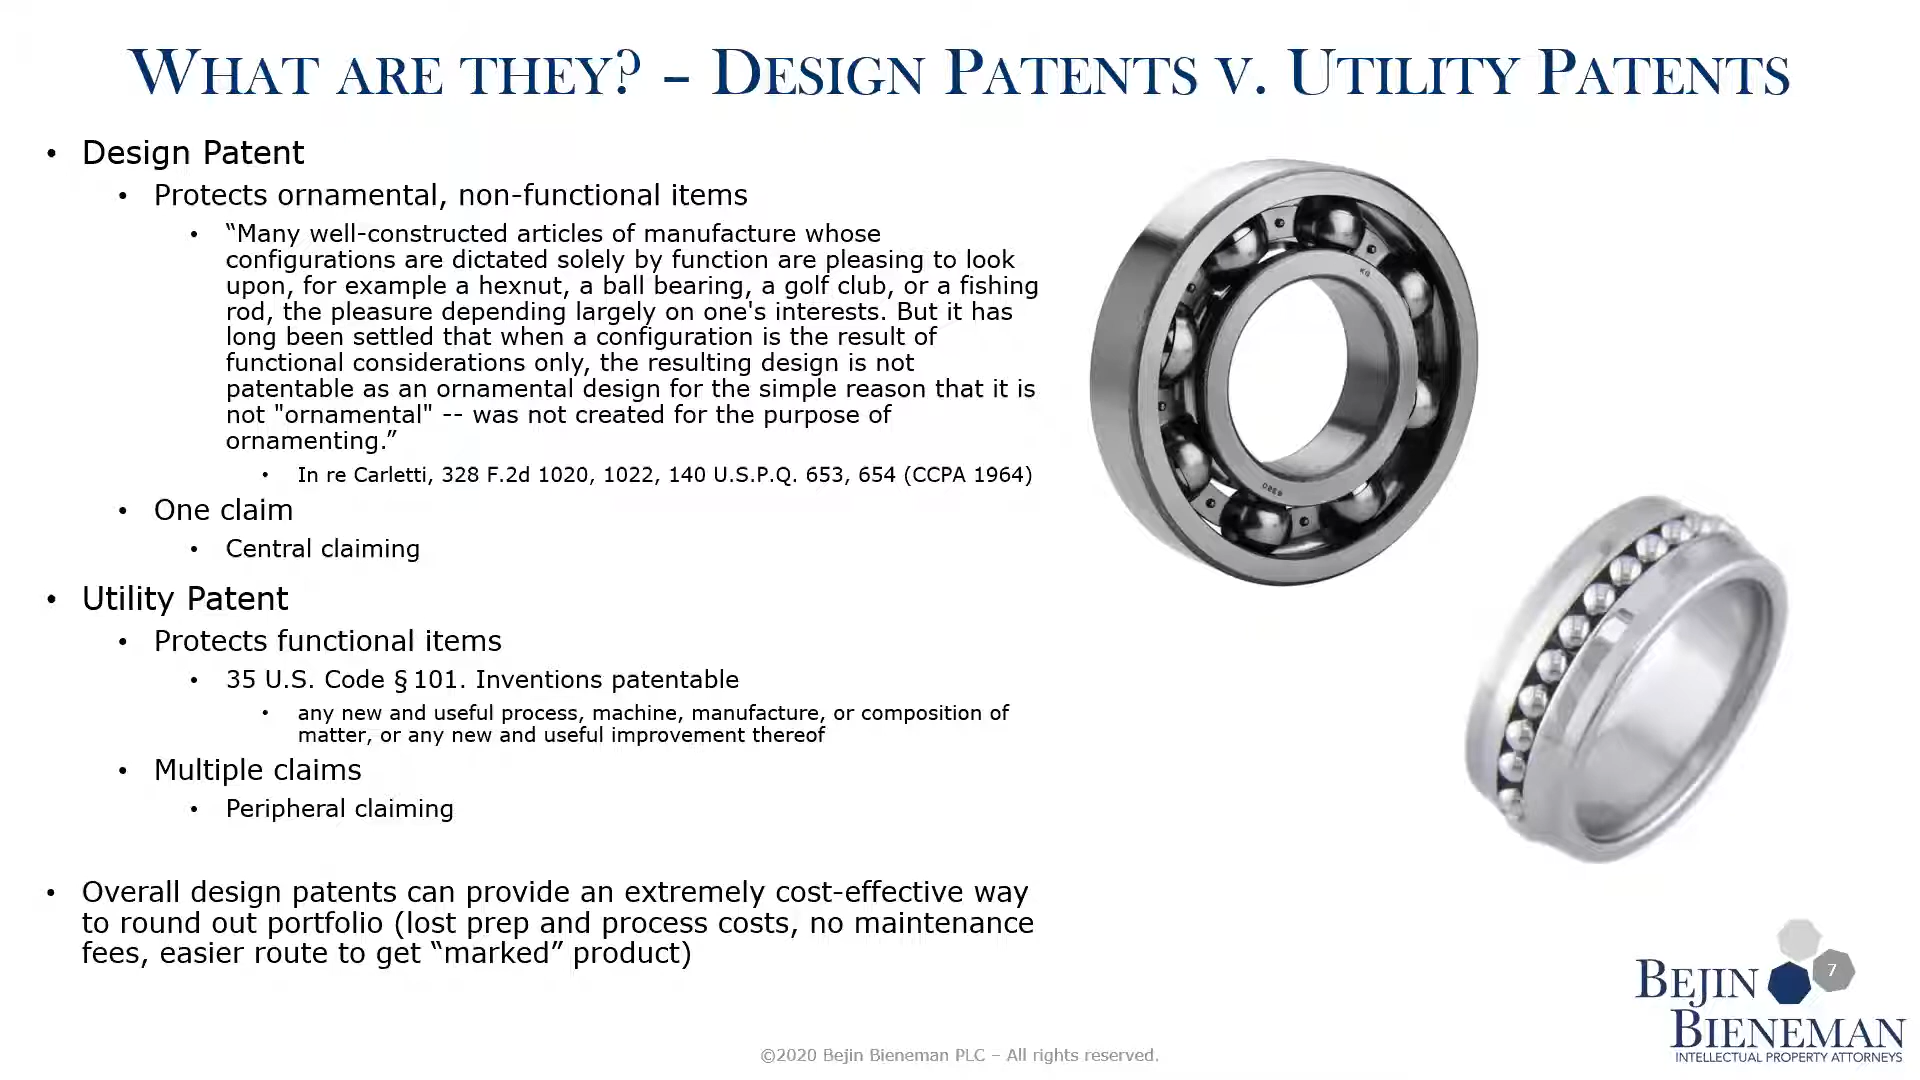 WHAT ARE THEY? – DESIGN PATENTS V. UTILITY PATENTS
• Design Patent
• Protects ornamental, non-functional items
• “Many well-constructed articles of manufacture whose
configurations are dictated solely by function are pleasing to look
upon, for example a hexnut, a ball bearing, a golf club, or a fishing
rod, the pleasure depending largely on one's interests. But it has
long been settled that when a configuration is the result of
functional considerations only, the resulting design is not
patentable as an ornamental design for the simple reason that it is
not "ornamental" -- was not created for the purpose of
ornamenting.”
• In re Carletti, 328 F.2d 1020, 1022, 140 U.S.P.Q. 653, 654 (CCPA 1964)
• One claim
• Central claiming
• Utility Patent
• Protects functional items
• 35 U.S. Code § 101. Inventions patentable
• any new and useful process, machine, manufacture, or composition of
matter, or any new and useful improvement thereof
• Multiple claims
• Peripheral claiming
• Overall design patents can provide an extremely cost-effective way
to round out portfolio (lost prep and process costs, no maintenance
fees, easier route to get “marked” product)
7
BEJIN
BIENEMAN
INTELLECTUAL PROPERTY ATTORNEYS
©2020 Bejin Bieneman PLC – All rights reserved.